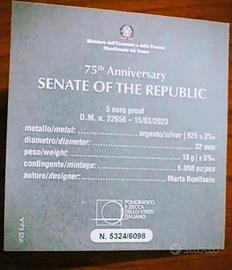 Ministero dell'Economia e delle Finanze
Dipartimento del Tesoro
75th Anniversary
SENATE OF THE REPUBLIC
5 euro proof
D.M. n. 22656 - 15/03/2023
metallo/metal: argento/silver | 925 ± 3‰
diametro/diameter: 32 mm
peso/weight: 18 g | ± 5‰
contingente/mintage: 6.098 pz/pcs
autore/designer: Marta Bonifacio
POLIGRAFICO
E ZECCA
DELLO STATO
ITALIANO
N. 5324/6098
IPZS S.p.A.
subito